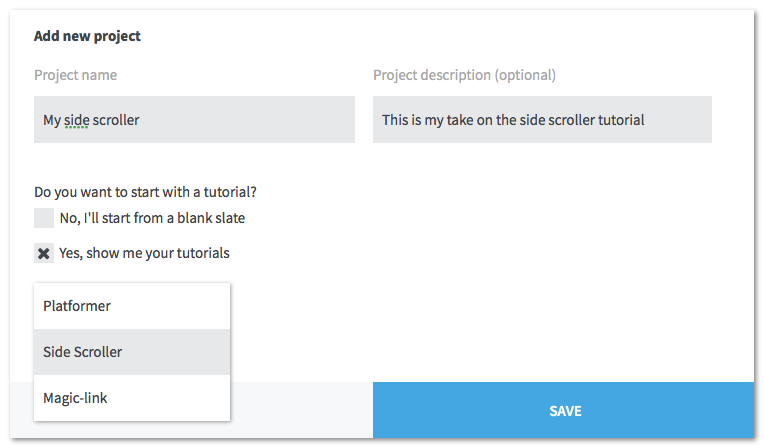 Add new project
Project name
Project description (optional)
My side scroller
This is my take on the side scroller tutorial
Do you want to start with a tutorial?
No, I'll start from a blank slate
Yes, show me your tutorials
Platformer
Side Scroller
Magic-link
SAVE